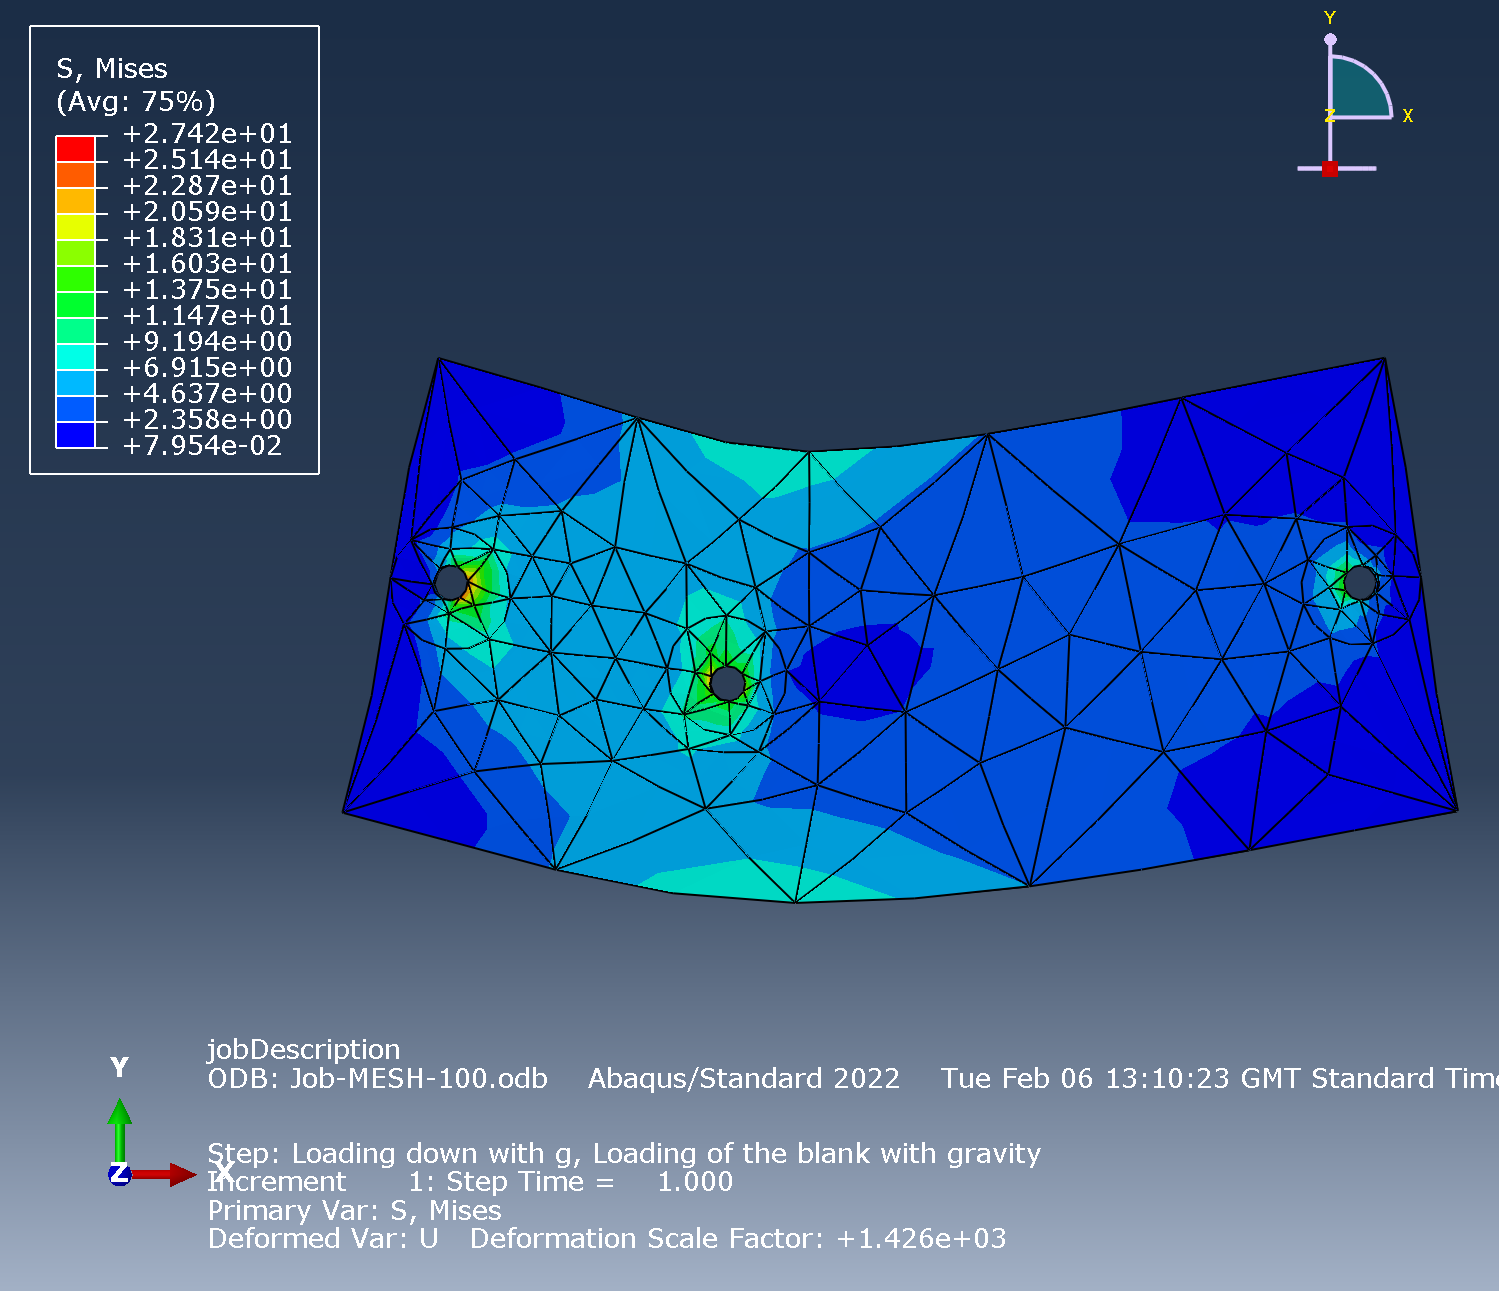 S, Mises
(Avg: 75%)
+2.742e+01
+2.514e+01
+2.287e+01
+2.059e+01
+1.831e+01
+1.603e+01
+1.375e+01
+1.147e+01
+9.194e+00
+6.915e+00
+4.637e+00
+2.358e+00
+7.954e-02
Y
Z X
jobDescription
ODB: Job-MESH-100.odb Abaqus/Standard 2022 Tue Feb 06 13:10:23 GMT Standard Time
Y
Z X
Step: Loading down with g, Loading of the blank with gravity
Increment 1: Step Time = 1.000
Primary Var: S, Mises
Deformed Var: U Deformation Scale Factor: +1.426e+03